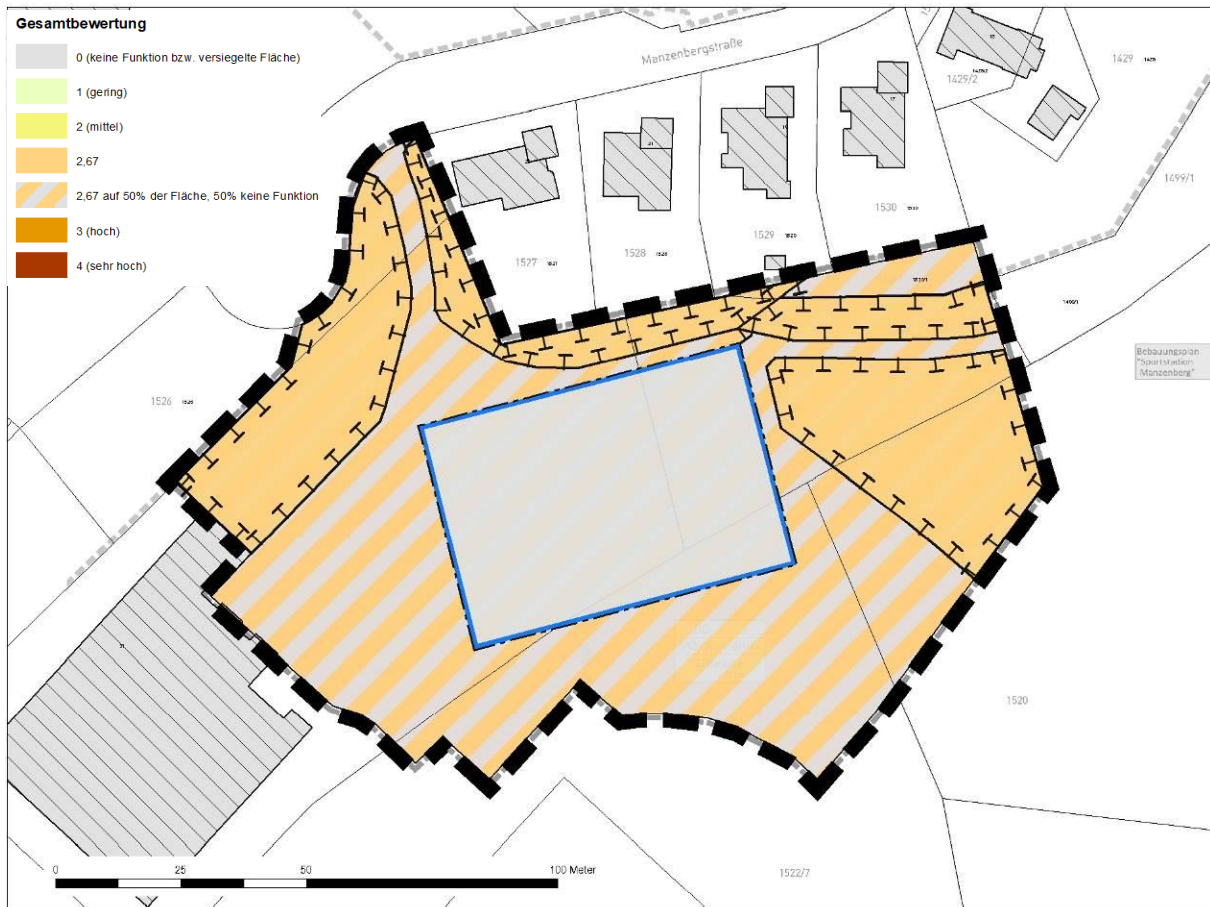 Gesamtbewertung
0 (keine Funktion bzw. versiegelte Fläche)
1 (gering)
2 (mittel)
2,67
2,67 auf 50% der Fläche, 50% keine Funktion
3 (hoch)
4 (sehr hoch)
Manzenbergstraße
1429/2
1429
1499/1
1530
1529
1528
1527
1526
Bebauungsplan
"Sportstadion
Manzenberg"
1520
1522/7
0 25 50 100 Meter